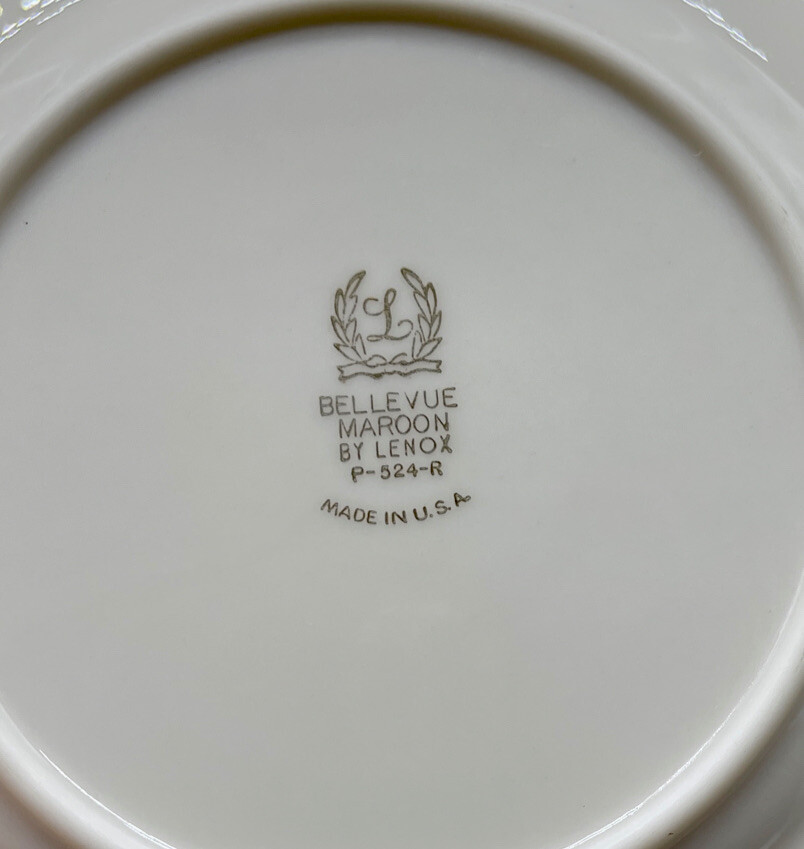 L
BELLEVUE
MAROON
BY LENOX
P-524-R
MADE IN U.S.A